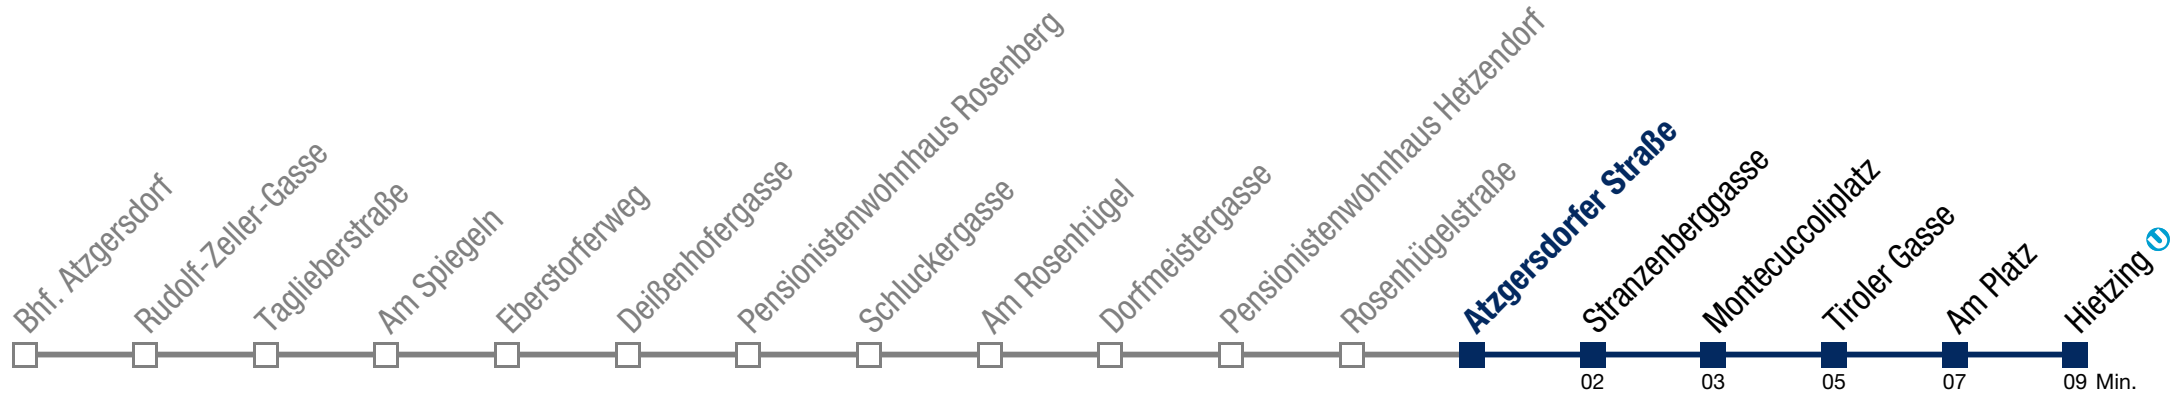 Bhf. Atzgersdorf
Rudolf-Zeller-Gasse
Taglieberstraße
Am Spiegeln
Eberstorferweg
Deißenhofergasse
Pensionistenwohnhaus Rosenberg
Schluckergasse
Am Rosenhügel
Dorfmeistergasse
Pensionistenwohnhaus Hetzendorf
Rosenhügelstraße
Atzgersdorfer Straße
Stranzenberggasse
Montecuccoliplatz
Tiroler Gasse
Am Platz
Hietzing U
02 03 05 07 09 Min.